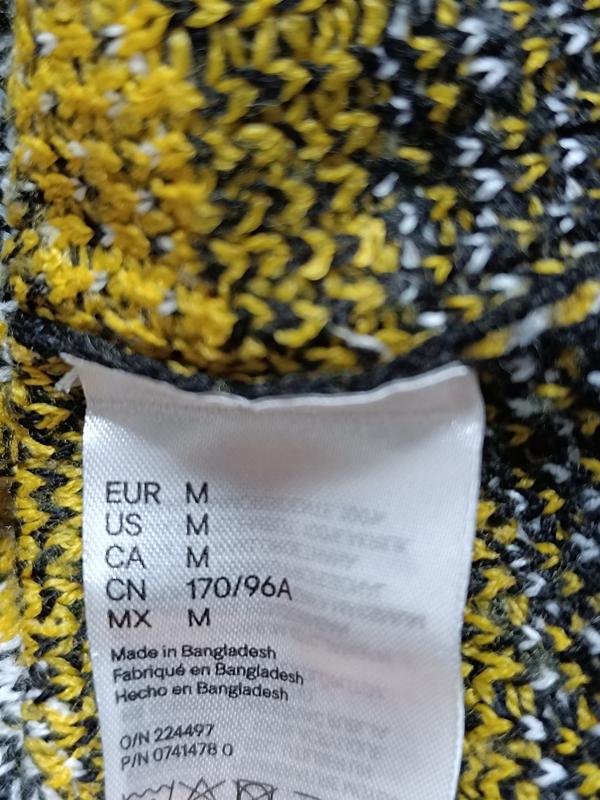 EUR M
US M
CA M
CN 170/96A
MX M
Made in Bangladesh
Fabriqué en Bangladesh
Hecho en Bangladesh
O/N 224497
P/N 0741478 0